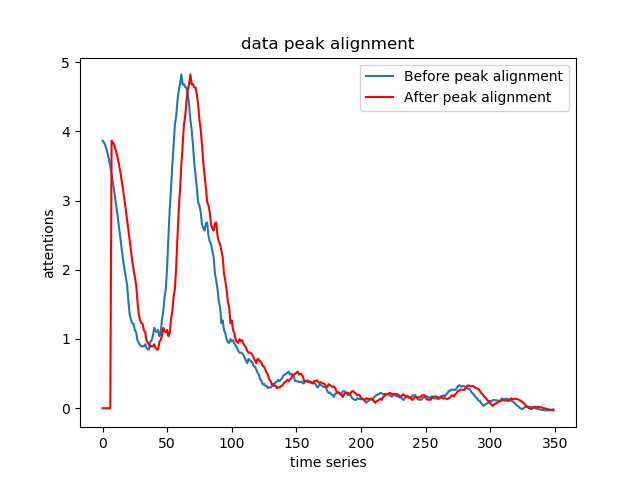 data peak alignment
Before peak alignment
After peak alignment
attentions
5
4
3
2
1
0
0 50 100 150 200 250 300 350
time series